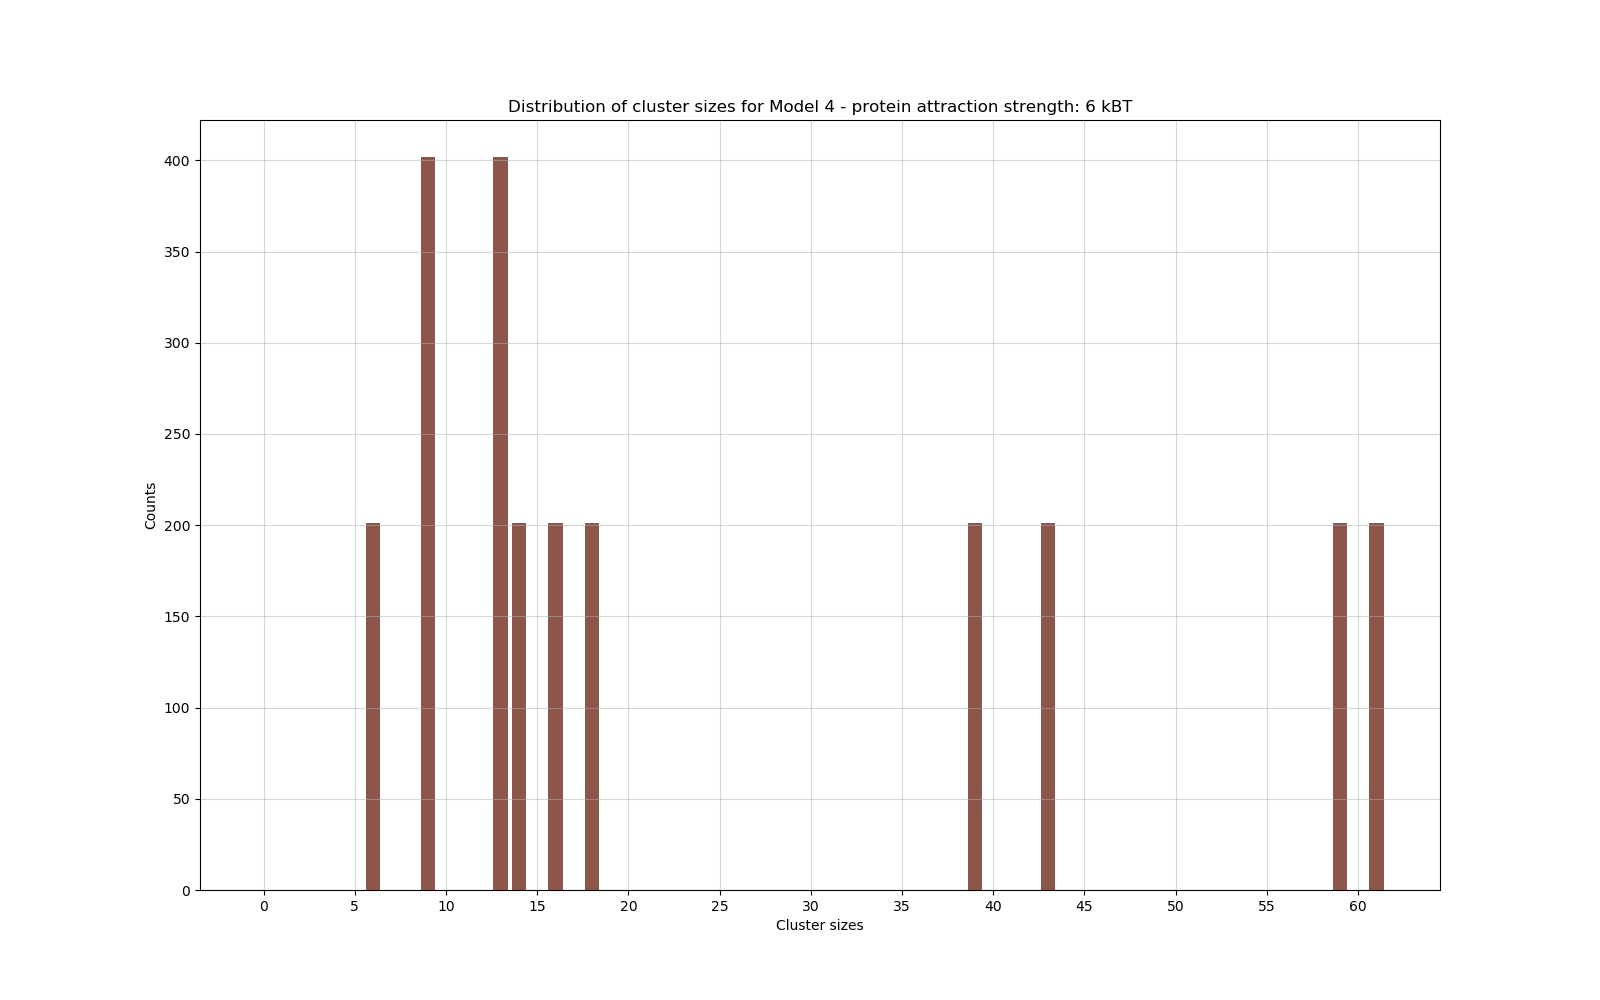 Distribution of cluster sizes for Model 4 - protein attraction strength: 6 kBT
400
350
300
250
200
150
100
50
0
Counts
0 5 10 15 20 25 30 35 40 45 50 55 60
Cluster sizes